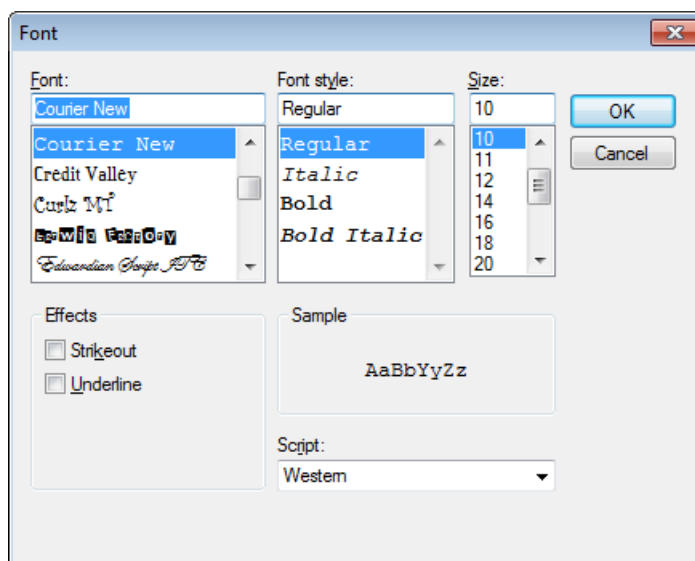 Font
Font:
Font style:
Size:
Courier New
Regular
10
OK
Courier New
Credit Valley
Curlz MT
Earwig Factory
Edwardian Script ITC
Regular
Italic
Bold
Bold Italic
10
11
12
14
16
18
20
Cancel
Effects
Strikeout
Underline
Sample
AaBbYyZz
Script:
Western